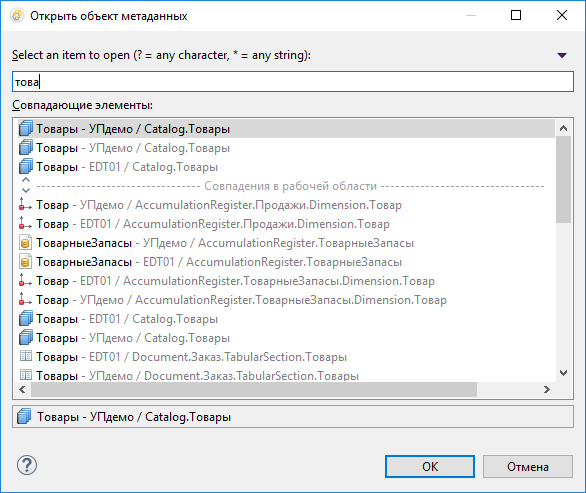 Открыть объект метаданных
Select an item to open (? = any character, * = any string):
това
Совпадающие элементы:
Товары - УПдемо / Catalog.Товары
Товары - УПдемо / Catalog.Товары
Товары - EDT01 / Catalog.Товары
Совпадения в рабочей области
Товар - УПдемо / AccumulationRegister.Продажи.Dimension.Товар
Товар - EDT01 / AccumulationRegister.Продажи.Dimension.Товар
ТоварныеЗапасы - УПдемо / AccumulationRegister.ТоварныеЗапасы
ТоварныеЗапасы - EDT01 / AccumulationRegister.ТоварныеЗапасы
Товар - EDT01 / AccumulationRegister.ТоварныеЗапасы.Dimension.Товар
Товар - УПдемо / AccumulationRegister.ТоварныеЗапасы.Dimension.Товар
Товары - EDT01 / Catalog.Товары
Товары - УПдемо / Catalog.Товары
Товары - EDT01 / Document.Заказ.TabularSection.Товары
Товары - УПдемо / Document.Заказ.TabularSection.Товары
Товары - УПдемо / Catalog.Товары
?
OK
Отмена